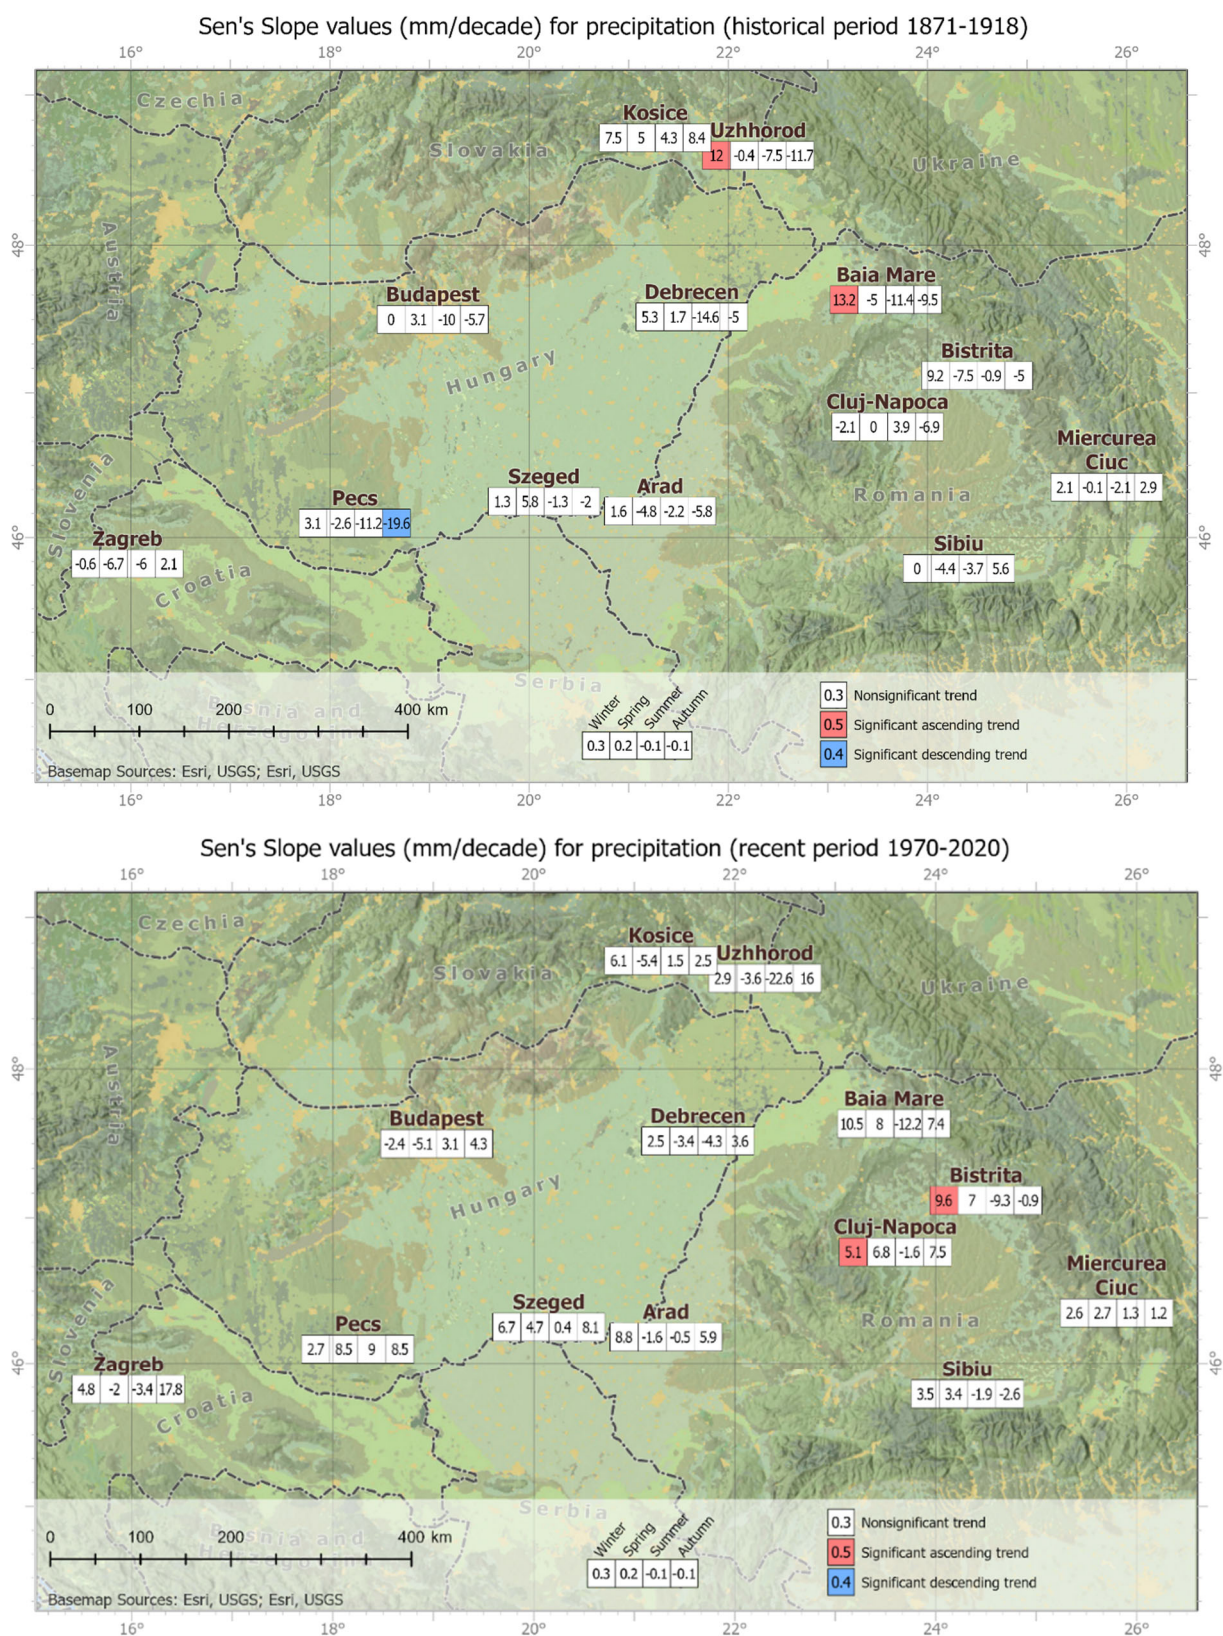 Sen's Slope values (mm/decade) for precipitation (historical period 1871-1918)
16° 18° 20° 22° 24° 26°
Czechia
Kosice
7.5 5 4.3 8.4
Uzhhorod
12 -0.4 -7.5 -11.7
Slovakia
Ukraine
Austria
48° 48°
Baia Mare
13.2 -5 -11.4 -9.5
Budapest
0 3.1 -10 -5.7
Debrecen
5.3 1.7 -14.6 -5
Hungary
Bistrita
9.2 -7.5 -0.9 -5
Cluj-Napoca
-2.1 0 3.9 -6.9
Miercurea
Ciuc
2.1 -0.1 -2.1 2.9
Szeged
1.3 5.8 -1.3 -2
Arad
1.6 -4.8 -2.2 -5.8
Romania
Pecs
3.1 -2.6 -11.2 -19.6
Slovenia
Zagreb
-0.6 -6.7 -6 2.1
46° 46°
Sibiu
0 -4.4 -3.7 5.6
Croatia
Serbia
Bosnia and
Herzegovina
0 100 200 400 km
Winter Spring Summer Autumn
0.3 0.2 -0.1 -0.1
0.3 Nonsignificant trend
0.5 Significant ascending trend
0.4 Significant descending trend
Basemap Sources: Esri, USGS; Esri, USGS
16° 18° 20° 22° 24° 26°
Sen's Slope values (mm/decade) for precipitation (recent period 1970-2020)
16° 18° 20° 22° 24° 26°
Czechia
Kosice
6.1 -5.4 1.5 2.5
Uzhhorod
2.9 -3.6 -22.6 16
Slovakia
Ukraine
Austria
48° 48°
Baia Mare
10.5 8 -12.2 7.4
Budapest
-2.4 -5.1 3.1 4.3
Debrecen
2.5 -3.4 -4.3 3.6
Hungary
Bistrita
9.6 7 -9.3 -0.9
Cluj-Napoca
5.1 6.8 -1.6 7.5
Miercurea
Ciuc
2.6 2.7 1.3 1.2
Szeged
6.7 4.7 0.4 8.1
Arad
8.8 -1.6 -0.5 5.9
Romania
Pecs
2.7 8.5 9 8.5
Slovenia
Zagreb
4.8 -2 -3.4 17.8
46° 46°
Sibiu
3.5 3.4 -1.9 -2.6
Croatia
Serbia
Bosnia and
Herzegovina
0 100 200 400 km
Winter Spring Summer Autumn
0.3 0.2 -0.1 -0.1
0.3 Nonsignificant trend
0.5 Significant ascending trend
0.4 Significant descending trend
Basemap Sources: Esri, USGS; Esri, USGS
16° 18° 20° 22° 24° 26°